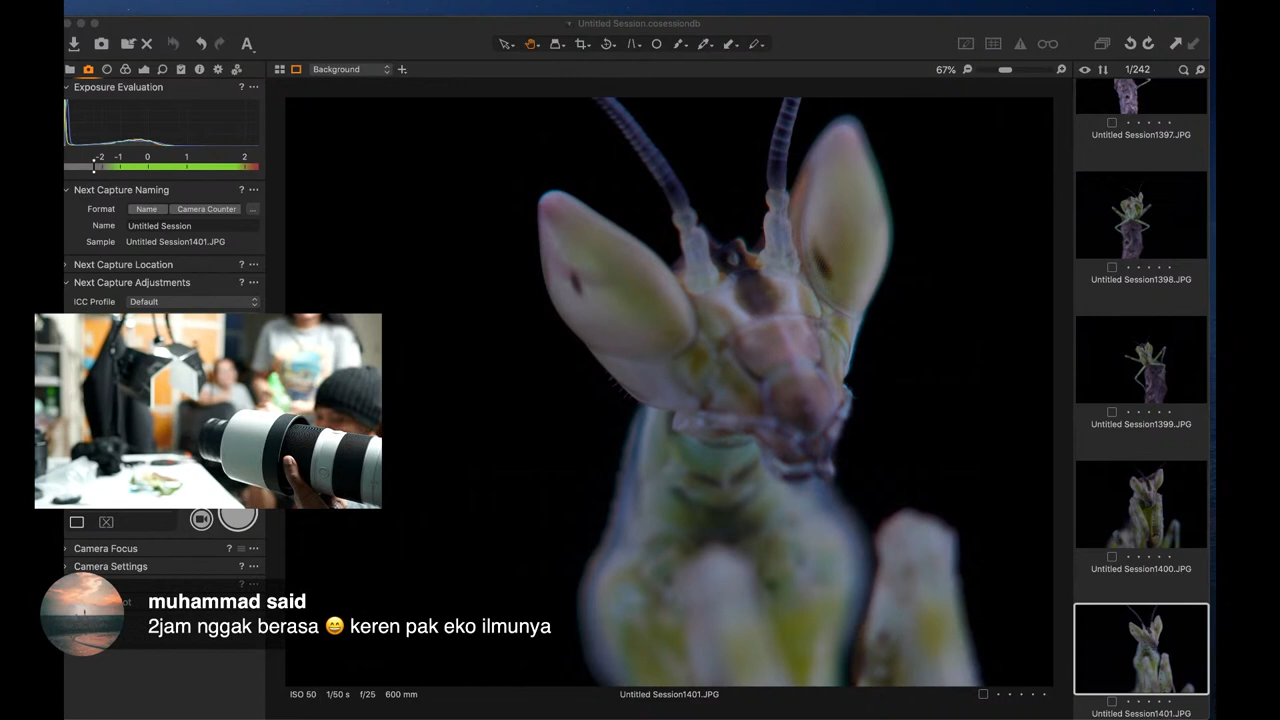 Untitled Session.cosessiondb
A
Background
67%
1/242
Exposure Evaluation ? ...
-2 -1 0 1 2
Next Capture Naming ? ...
Format Name Camera Counter ...
Name Untitled Session
Sample Untitled Session1401.JPG
Next Capture Location ? ...
Next Capture Adjustments ? ...
ICC Profile Default
Camera Focus ? ...
Camera Settings ? ...
? ...
muhammad said
2jam nggak berasa 😄 keren pak eko ilmunya
ISO 50 1/50 s f/25 600 mm
Untitled Session1401.JPG
Untitled Session1397.JPG
Untitled Session1398.JPG
Untitled Session1399.JPG
Untitled Session1400.JPG
Untitled Session1401.JPG